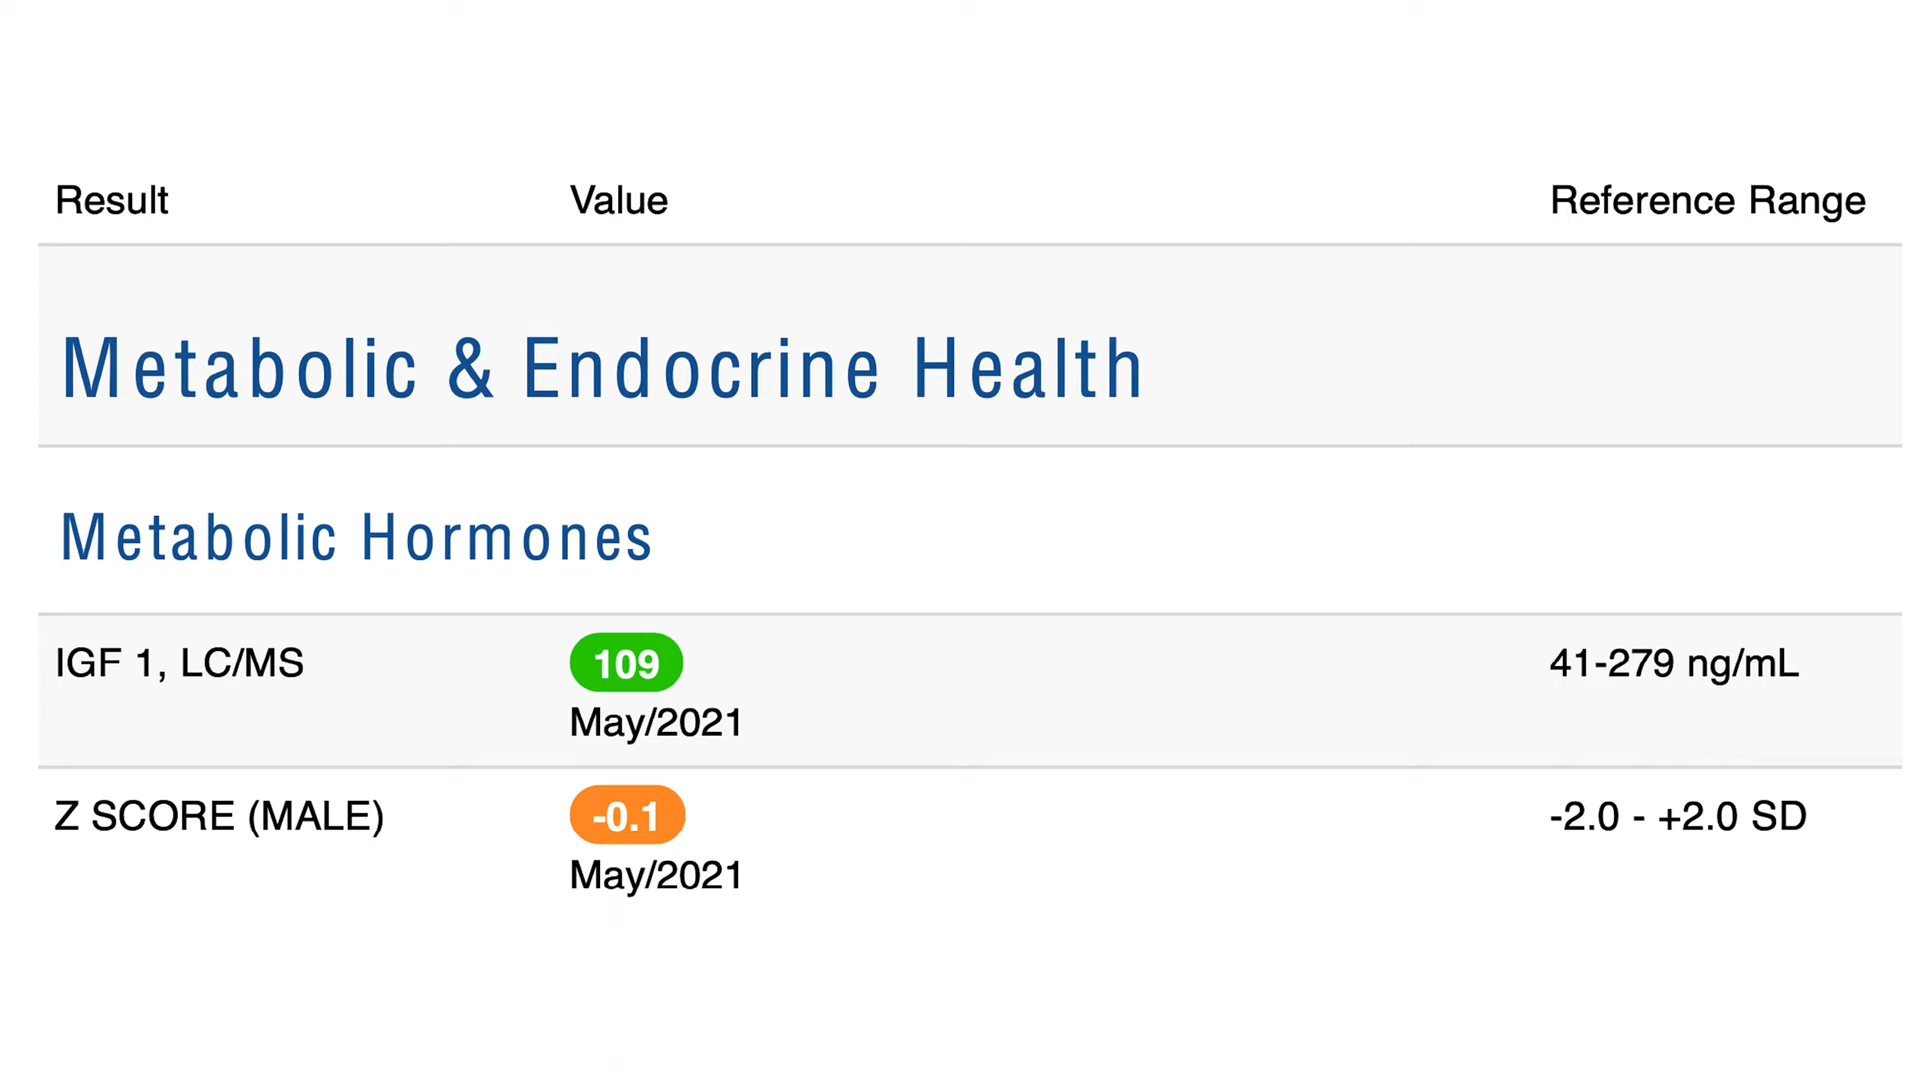 Result Value Reference Range
Metabolic & Endocrine Health
Metabolic Hormones
IGF 1, LC/MS 109 41-279 ng/mL
May/2021
Z SCORE (MALE) -0.1 -2.0 - +2.0 SD
May/2021